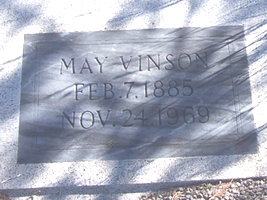 MAY VINSON
FEB. 7. 1885
NOV. 24. 1969